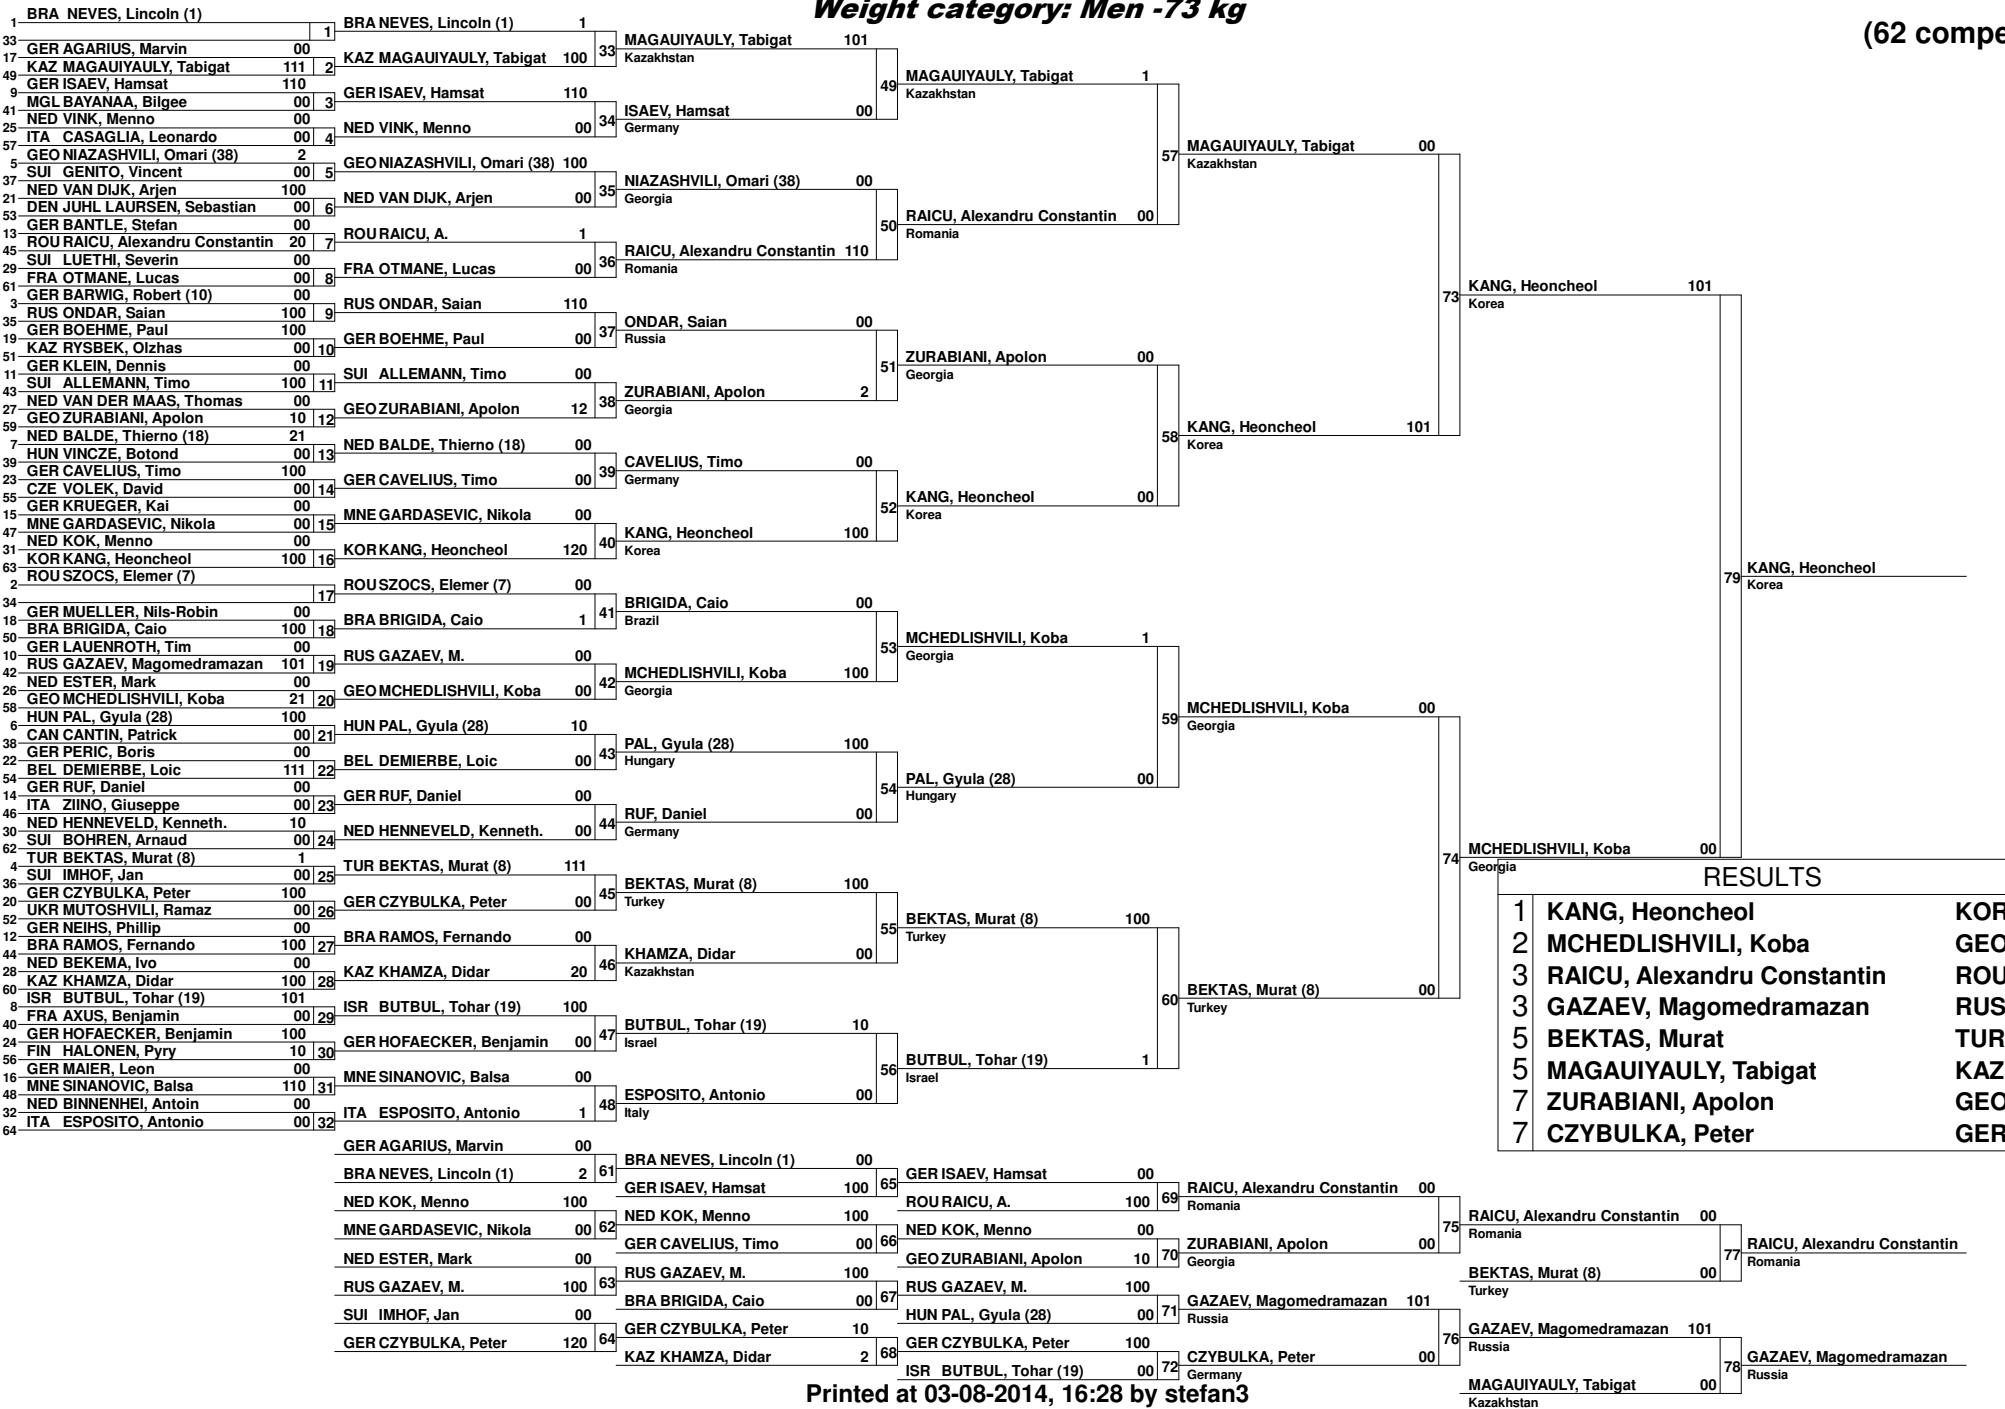 Weight category: Men -73 kg
(62 compe
1 BRA NEVES, Lincoln (1)
33 1
17 GER AGARIUS, Marvin 00
49 KAZ MAGAUIYAULY, Tabigat 111 2
9 GER ISAEV, Hamsat 110
41 MGL BAYANAA, Bilgee 00 3
25 NED VINK, Menno 00
57 ITA CASAGLIA, Leonardo 00 4
5 GEO NIAZASHVILI, Omari (38) 2
37 SUI GENITO, Vincent 00 5
21 NED VAN DIJK, Arjen 100
53 DEN JUHL LAURSEN, Sebastian 00 6
13 GER BANTLE, Stefan 00
45 ROU RAICU, Alexandru Constantin 20 7
29 SUI LUETHI, Severin 00
61 FRA OTMANE, Lucas 00 8
3 GER BARWIG, Robert (10) 00
35 RUS ONDAR, Saian 100 9
19 GER BOEHME, Paul 100
51 KAZ RYSBEK, Olzhas 00 10
11 GER KLEIN, Dennis 00
43 SUI ALLEMANN, Timo 100 11
27 NED VAN DER MAAS, Thomas 00
59 GEO ZURABIANI, Apolon 10 12
7 NED BALDE, Thierno (18) 21
39 HUN VINCZE, Botond 00 13
23 GER CAVELIUS, Timo 100
55 CZE VOLEK, David 00 14
15 GER KRUEGER, Kai 00
47 MNE GARDASEVIC, Nikola 00 15
31 NED KOK, Menno 00
63 KOR KANG, Heoncheol 100 16
2 ROU SZOCS, Elemer (7)
34 17
18 GER MUELLER, Nils-Robin 00
50 BRA BRIGIDA, Caio 100 18
10 GER LAUENROTH, Tim 00
42 RUS GAZAEV, Magomedramazan 101 19
26 NED ESTER, Mark 00
58 GEO MCHEDLISHVILI, Koba 21 20
6 HUN PAL, Gyula (28) 100
38 CAN CANTIN, Patrick 00 21
22 GER PERIC, Boris 00
54 BEL DEMIERBE, Loic 111 22
14 GER RUF, Daniel 00
46 ITA ZIINO, Giuseppe 00 23
30 NED HENNEVELD, Kenneth. 10
62 SUI BOHREN, Arnaud 00 24
4 TUR BEKTAS, Murat (8) 1
36 SUI IMHOF, Jan 00 25
20 GER CZYBULKA, Peter 100
52 UKR MUTOSHVILI, Ramaz 00 26
12 GER NEIHS, Phillip 00
44 BRA RAMOS, Fernando 100 27
28 NED BEKEMA, Ivo 00
60 KAZ KHAMZA, Didar 100 28
8 ISR BUTBUL, Tohar (19) 101
40 FRA AXUS, Benjamin 00 29
24 GER HOFAECKER, Benjamin 100
56 FIN HALONEN, Pyry 10 30
16 GER MAIER, Leon 00
48 MNE SINANOVIC, Balsa 110 31
32 NED BINNENHEI, Antoin 00
64 ITA ESPOSITO, Antonio 00 32
BRA NEVES, Lincoln (1) 1
KAZ MAGAUIYAULY, Tabigat 100 33
GER ISAEV, Hamsat 110
NED VINK, Menno 00 34
GEO NIAZASHVILI, Omari (38) 100
NED VAN DIJK, Arjen 00 35
ROU RAICU, A. 1
FRA OTMANE, Lucas 00 36
RUS ONDAR, Saian 110
GER BOEHME, Paul 00 37
SUI ALLEMANN, Timo 00
GEO ZURABIANI, Apolon 12 38
NED BALDE, Thierno (18) 00
GER CAVELIUS, Timo 00 39
MNE GARDASEVIC, Nikola 00
KOR KANG, Heoncheol 120 40
ROU SZOCS, Elemer (7) 00
BRA BRIGIDA, Caio 1 41
RUS GAZAEV, M. 00
GEO MCHEDLISHVILI, Koba 00 42
HUN PAL, Gyula (28) 10
BEL DEMIERBE, Loic 00 43
GER RUF, Daniel 00
NED HENNEVELD, Kenneth. 00 44
TUR BEKTAS, Murat (8) 111
GER CZYBULKA, Peter 00 45
BRA RAMOS, Fernando 00
KAZ KHAMZA, Didar 20 46
ISR BUTBUL, Tohar (19) 100
GER HOFAECKER, Benjamin 00 47
MNE SINANOVIC, Balsa 00
ITA ESPOSITO, Antonio 1 48
MAGAUIYAULY, Tabigat 101
Kazakhstan
49
ISAEV, Hamsat 00
Germany
NIAZASHVILI, Omari (38) 00
Georgia
50
RAICU, Alexandru Constantin 110
Romania
ONDAR, Saian 00
Russia
51
ZURABIANI, Apolon 2
Georgia
CAVELIUS, Timo 00
Germany
52
KANG, Heoncheol 100
Korea
BRIGIDA, Caio 00
Brazil
53
MCHEDLISHVILI, Koba 100
Georgia
PAL, Gyula (28) 100
Hungary
54
RUF, Daniel 00
Germany
BEKTAS, Murat (8) 100
Turkey
55
KHAMZA, Didar 00
Kazakhstan
BUTBUL, Tohar (19) 10
Israel
56
ESPOSITO, Antonio 00
Italy
MAGAUIYAULY, Tabigat 1
Kazakhstan
57
RAICU, Alexandru Constantin 00
Romania
ZURABIANI, Apolon 00
Georgia
58
KANG, Heoncheol 00
Korea
MCHEDLISHVILI, Koba 1
Georgia
59
PAL, Gyula (28) 00
Hungary
BEKTAS, Murat (8) 100
Turkey
60
BUTBUL, Tohar (19) 1
Israel
MAGAUIYAULY, Tabigat 00
Kazakhstan
73
KANG, Heoncheol 101
Korea
MCHEDLISHVILI, Koba 00
Georgia
74
BEKTAS, Murat (8) 00
Turkey
KANG, Heoncheol 101
Korea
79
MCHEDLISHVILI, Koba 00
Georgia
KANG, Heoncheol
Korea
RESULTS
1 KANG, Heoncheol KOR
2 MCHEDLISHVILI, Koba GEO
3 RAICU, Alexandru Constantin ROU
3 GAZAEV, Magomedramazan RUS
5 BEKTAS, Murat TUR
5 MAGAUIYAULY, Tabigat KAZ
7 ZURABIANI, Apolon GEO
7 CZYBULKA, Peter GER
GER AGARIUS, Marvin 00
BRA NEVES, Lincoln (1) 2 61
NED KOK, Menno 100
MNE GARDASEVIC, Nikola 00 62
NED ESTER, Mark 00
RUS GAZAEV, M. 100 63
SUI IMHOF, Jan 00
GER CZYBULKA, Peter 120 64
BRA NEVES, Lincoln (1) 00
GER ISAEV, Hamsat 100 65
NED KOK, Menno 100
GER CAVELIUS, Timo 00 66
RUS GAZAEV, M. 100
BRA BRIGIDA, Caio 00 67
GER CZYBULKA, Peter 10
KAZ KHAMZA, Didar 2 68
GER ISAEV, Hamsat 00
ROU RAICU, A. 100 69
NED KOK, Menno 00
GEO ZURABIANI, Apolon 10 70
RUS GAZAEV, M. 100
HUN PAL, Gyula (28) 00 71
GER CZYBULKA, Peter 100
ISR BUTBUL, Tohar (19) 00 72
RAICU, Alexandru Constantin 00
Romania
75
ZURABIANI, Apolon 00
Georgia
GAZAEV, Magomedramazan 101
Russia
76
CZYBULKA, Peter 00
Germany
RAICU, Alexandru Constantin 00
Romania
77
BEKTAS, Murat (8) 00
Turkey
GAZAEV, Magomedramazan 101
Russia
78
MAGAUIYAULY, Tabigat 00
Kazakhstan
RAICU, Alexandru Constantin
Romania
GAZAEV, Magomedramazan
Russia
Printed at 03-08-2014, 16:28 by stefan3